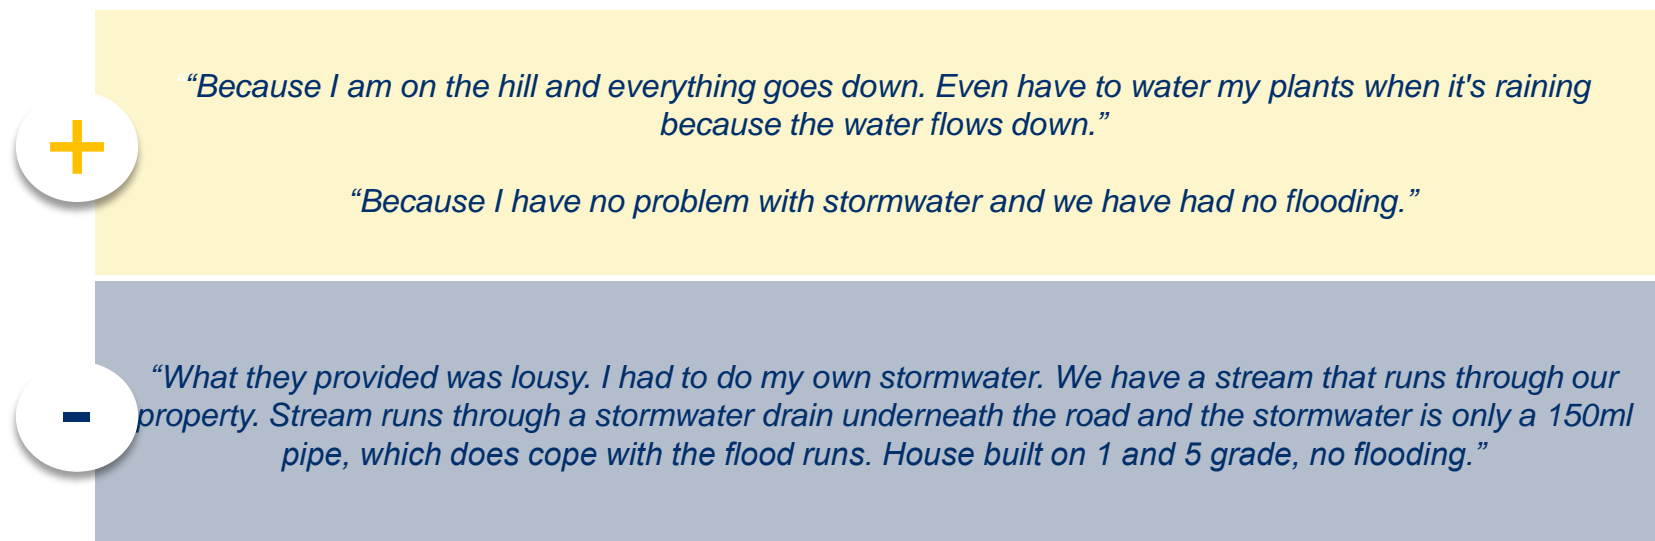 +
““Because I am on the hill and everything goes down. Even have to water my plants when it's raining
because the water flows down.”
“Because I have no problem with stormwater and we have had no flooding.”
-
“What they provided was lousy. I had to do my own stormwater. We have a stream that runs through our
property. Stream runs through a stormwater drain underneath the road and the stormwater is only a 150ml
pipe, which does cope with the flood runs. House built on 1 and 5 grade, no flooding.”